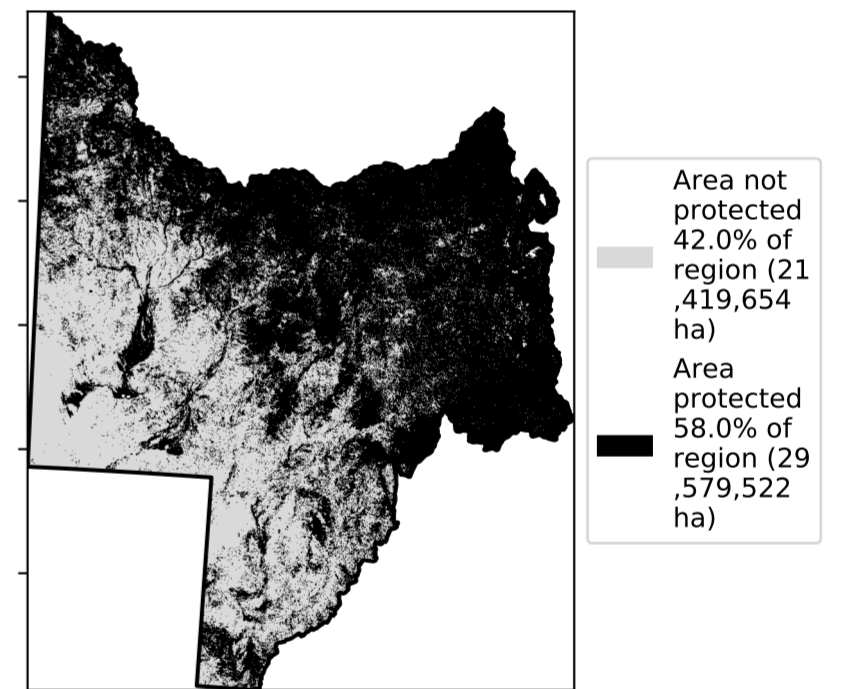 Area not
protected
42.0% of
region (21
,419,654
ha)
Area
protected
58.0% of
region (29
,579,522
ha)